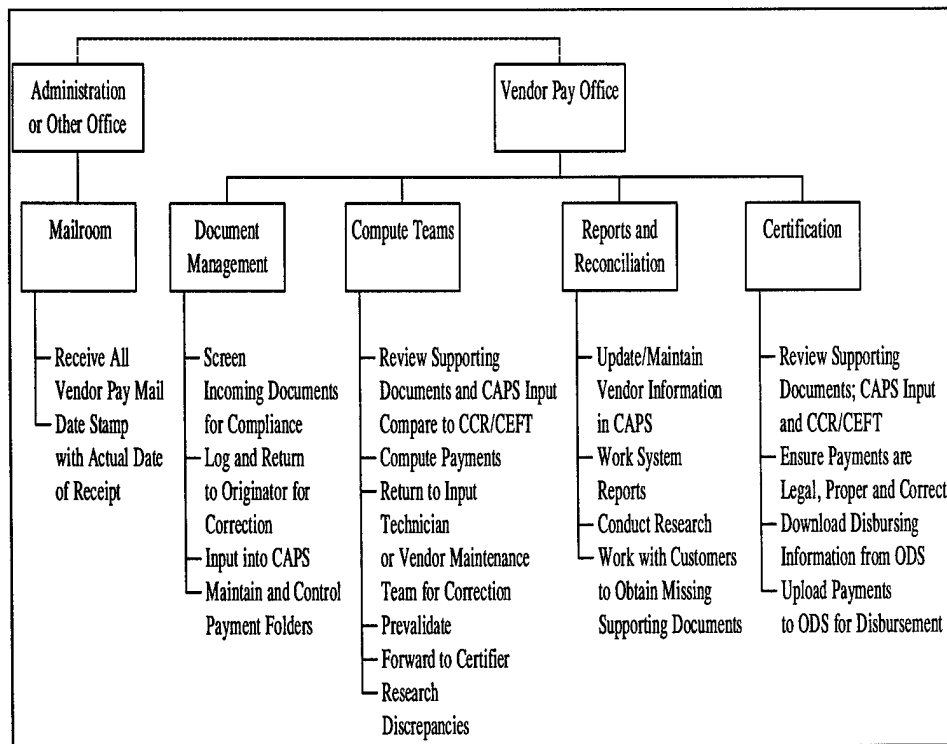 Administration
or Other Office
Vendor Pay Office
Mailroom
Document
Management
Compute Teams
Reports and
Reconciliation
Certification
Receive All
Vendor Pay Mail
Date Stamp
with Actual Date
of Receipt
Screen
Incoming Documents
for Compliance
Log and Return
to Originator for
Correction
Input into CAPS
Maintain and Control
Payment Folders
Review Supporting
Documents and CAPS Input
Compare to CCR/CEFT
Compute Payments
Return to Input
Technician
or Vendor Maintenance
Team for Correction
Prevalidate
Forward to Certifier
Research
Discrepancies
Update/Maintain
Vendor Information
in CAPS
Work System
Reports
Conduct Research
Work with Customers
to Obtain Missing
Supporting Documents
Review Supporting
Documents; CAPS Input
and CCR/CEFT
Ensure Payments are
Legal, Proper and Correct
Download Disbursing
Information from ODS
Upload Payments
to ODS for Disbursement